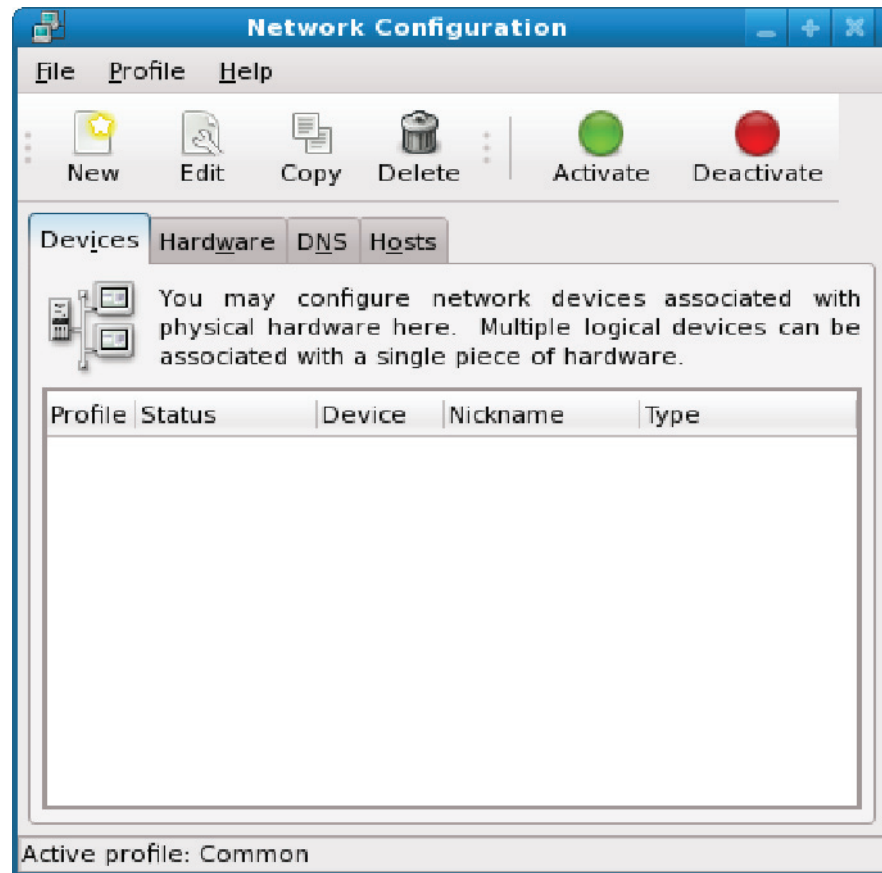 Network Configuration
File Profile Help
New Edit Copy Delete Activate Deactivate
Devices Hardware DNS Hosts
You may configure network devices associated with
physical hardware here. Multiple logical devices can be
associated with a single piece of hardware.
Profile Status Device Nickname Type
Active profile: Common